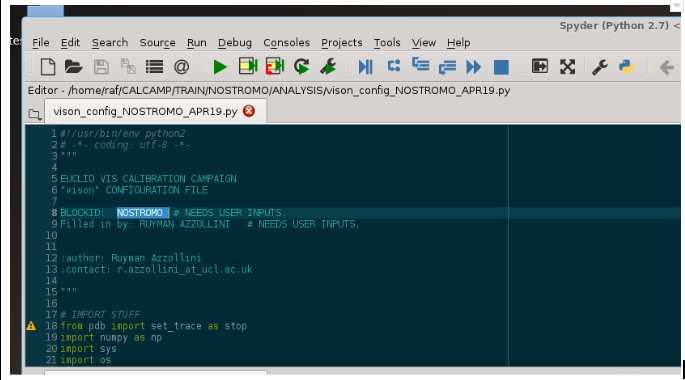 Spyder (Python 2.7) <
File Edit Search Source Run Debug Consoles Projects Tools View Help
Editor - /home/raf/CALCAMP/TRAIN/NOSTROMO/ANALYSIS/vison_config_NOSTROMO_APR19.py
vison_config_NOSTROMO_APR19.py
1 #!/usr/bin/env python2
2 # -*- coding: utf-8 -*-
3 """
4
5 EUCLID VIS CALIBRATION CAMPAIGN
6 "vison" CONFIGURATION FILE
7
8 BLOCKID: NOSTROMO # NEEDS USER INPUTS.
9 Filled in by: RUYMAN AZZOLLINI # NEEDS USER INPUTS.
10
11
12 :author: Ruyman Azzollini
13 :contact: r.azzollini_at_ucl.ac.uk
14
15 """
16
17 # IMPORT STUFF
18 from pdb import set_trace as stop
19 import numpy as np
20 import sys
21 import os